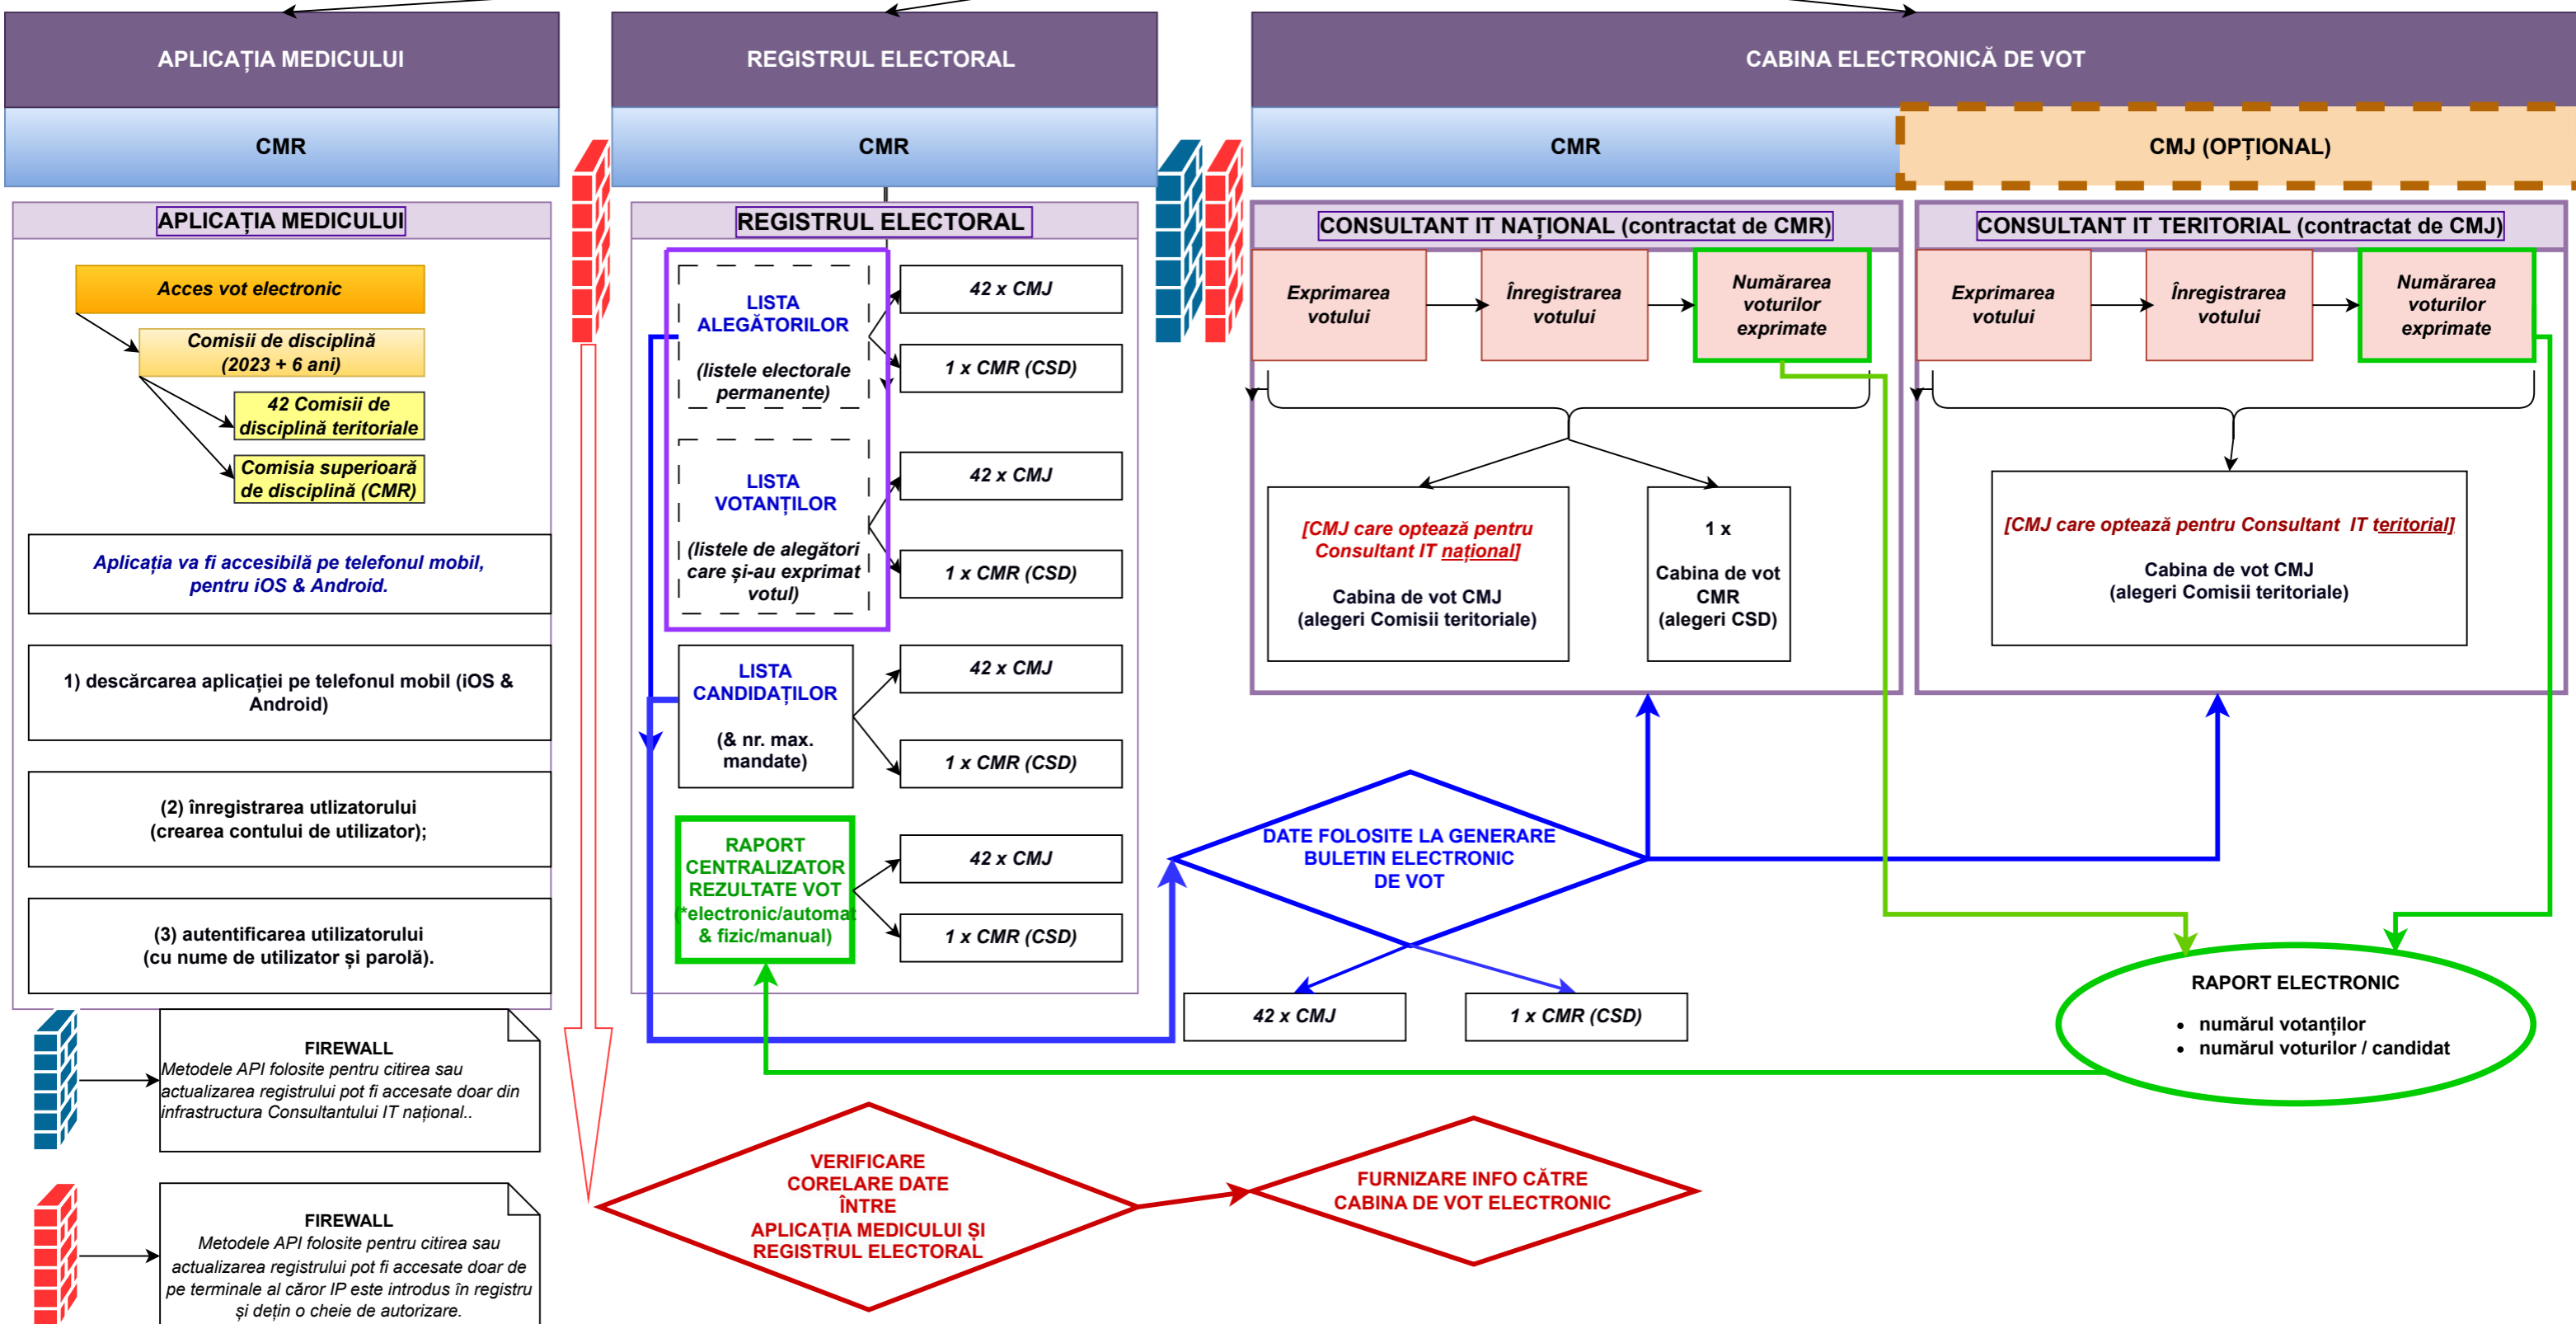 APLICAȚIA MEDICULUI
REGISTRUL ELECTORAL
CABINA ELECTRONICĂ DE VOT
CMR
CMR
CMR
CMJ (OPȚIONAL)
APLICAȚIA MEDICULUI
Acces vot electronic
Comisii de disciplină
(2023 + 6 ani)
42 Comisii de
disciplină teritoriale
Comisia superioară
de disciplină (CMR)
Aplicația va fi accesibilă pe telefonul mobil,
pentru iOS & Android.
1) descărcarea aplicației pe telefonul mobil (iOS &
Android)
(2) înregistrarea utlizatorului
(crearea contului de utilizator);
(3) autentificarea utilizatorului
(cu nume de utilizator și parolă).
FIREWALL
Metodele API folosite pentru citirea sau
actualizarea registrului pot fi accesate doar din
infrastructura Consultantului IT național..
FIREWALL
Metodele API folosite pentru citirea sau
actualizarea registrului pot fi accesate doar de
pe terminale al căror IP este introdus în registru
și dețin o cheie de autorizare.
REGISTRUL ELECTORAL
LISTA
ALEGĂTORILOR
(listele electorale
permanente)
42 x CMJ
1 x CMR (CSD)
LISTA
VOTANȚILOR
(listele de alegători
care și-au exprimat
votul)
42 x CMJ
1 x CMR (CSD)
LISTA
CANDIDAȚILOR
(& nr. max.
mandate)
42 x CMJ
1 x CMR (CSD)
RAPORT
CENTRALIZATOR
REZULTATE VOT
(*electronic/automat
& fizic/manual)
42 x CMJ
1 x CMR (CSD)
CONSULTANT IT NAȚIONAL (contractat de CMR)
Exprimarea
votului
Înregistrarea
votului
Numărarea
voturilor
exprimate
[CMJ care optează pentru
Consultant IT național]
Cabina de vot CMJ
(alegeri Comisii teritoriale)
1 x
Cabina de vot
CMR
(alegeri CSD)
CONSULTANT IT TERITORIAL (contractat de CMJ)
Exprimarea
votului
Înregistrarea
votului
Numărarea
voturilor
exprimate
[CMJ care optează pentru Consultant  IT teritorial]
Cabina de vot CMJ
(alegeri Comisii teritoriale)
DATE FOLOSITE LA GENERARE
BULETIN ELECTRONIC
DE VOT
42 x CMJ
1 x CMR (CSD)
RAPORT ELECTRONIC
• numărul votanților
• numărul voturilor / candidat
VERIFICARE
CORELARE DATE
ÎNTRE
APLICAȚIA MEDICULUI ȘI
REGISTRUL ELECTORAL
FURNIZARE INFO CĂTRE
CABINA DE VOT ELECTRONIC